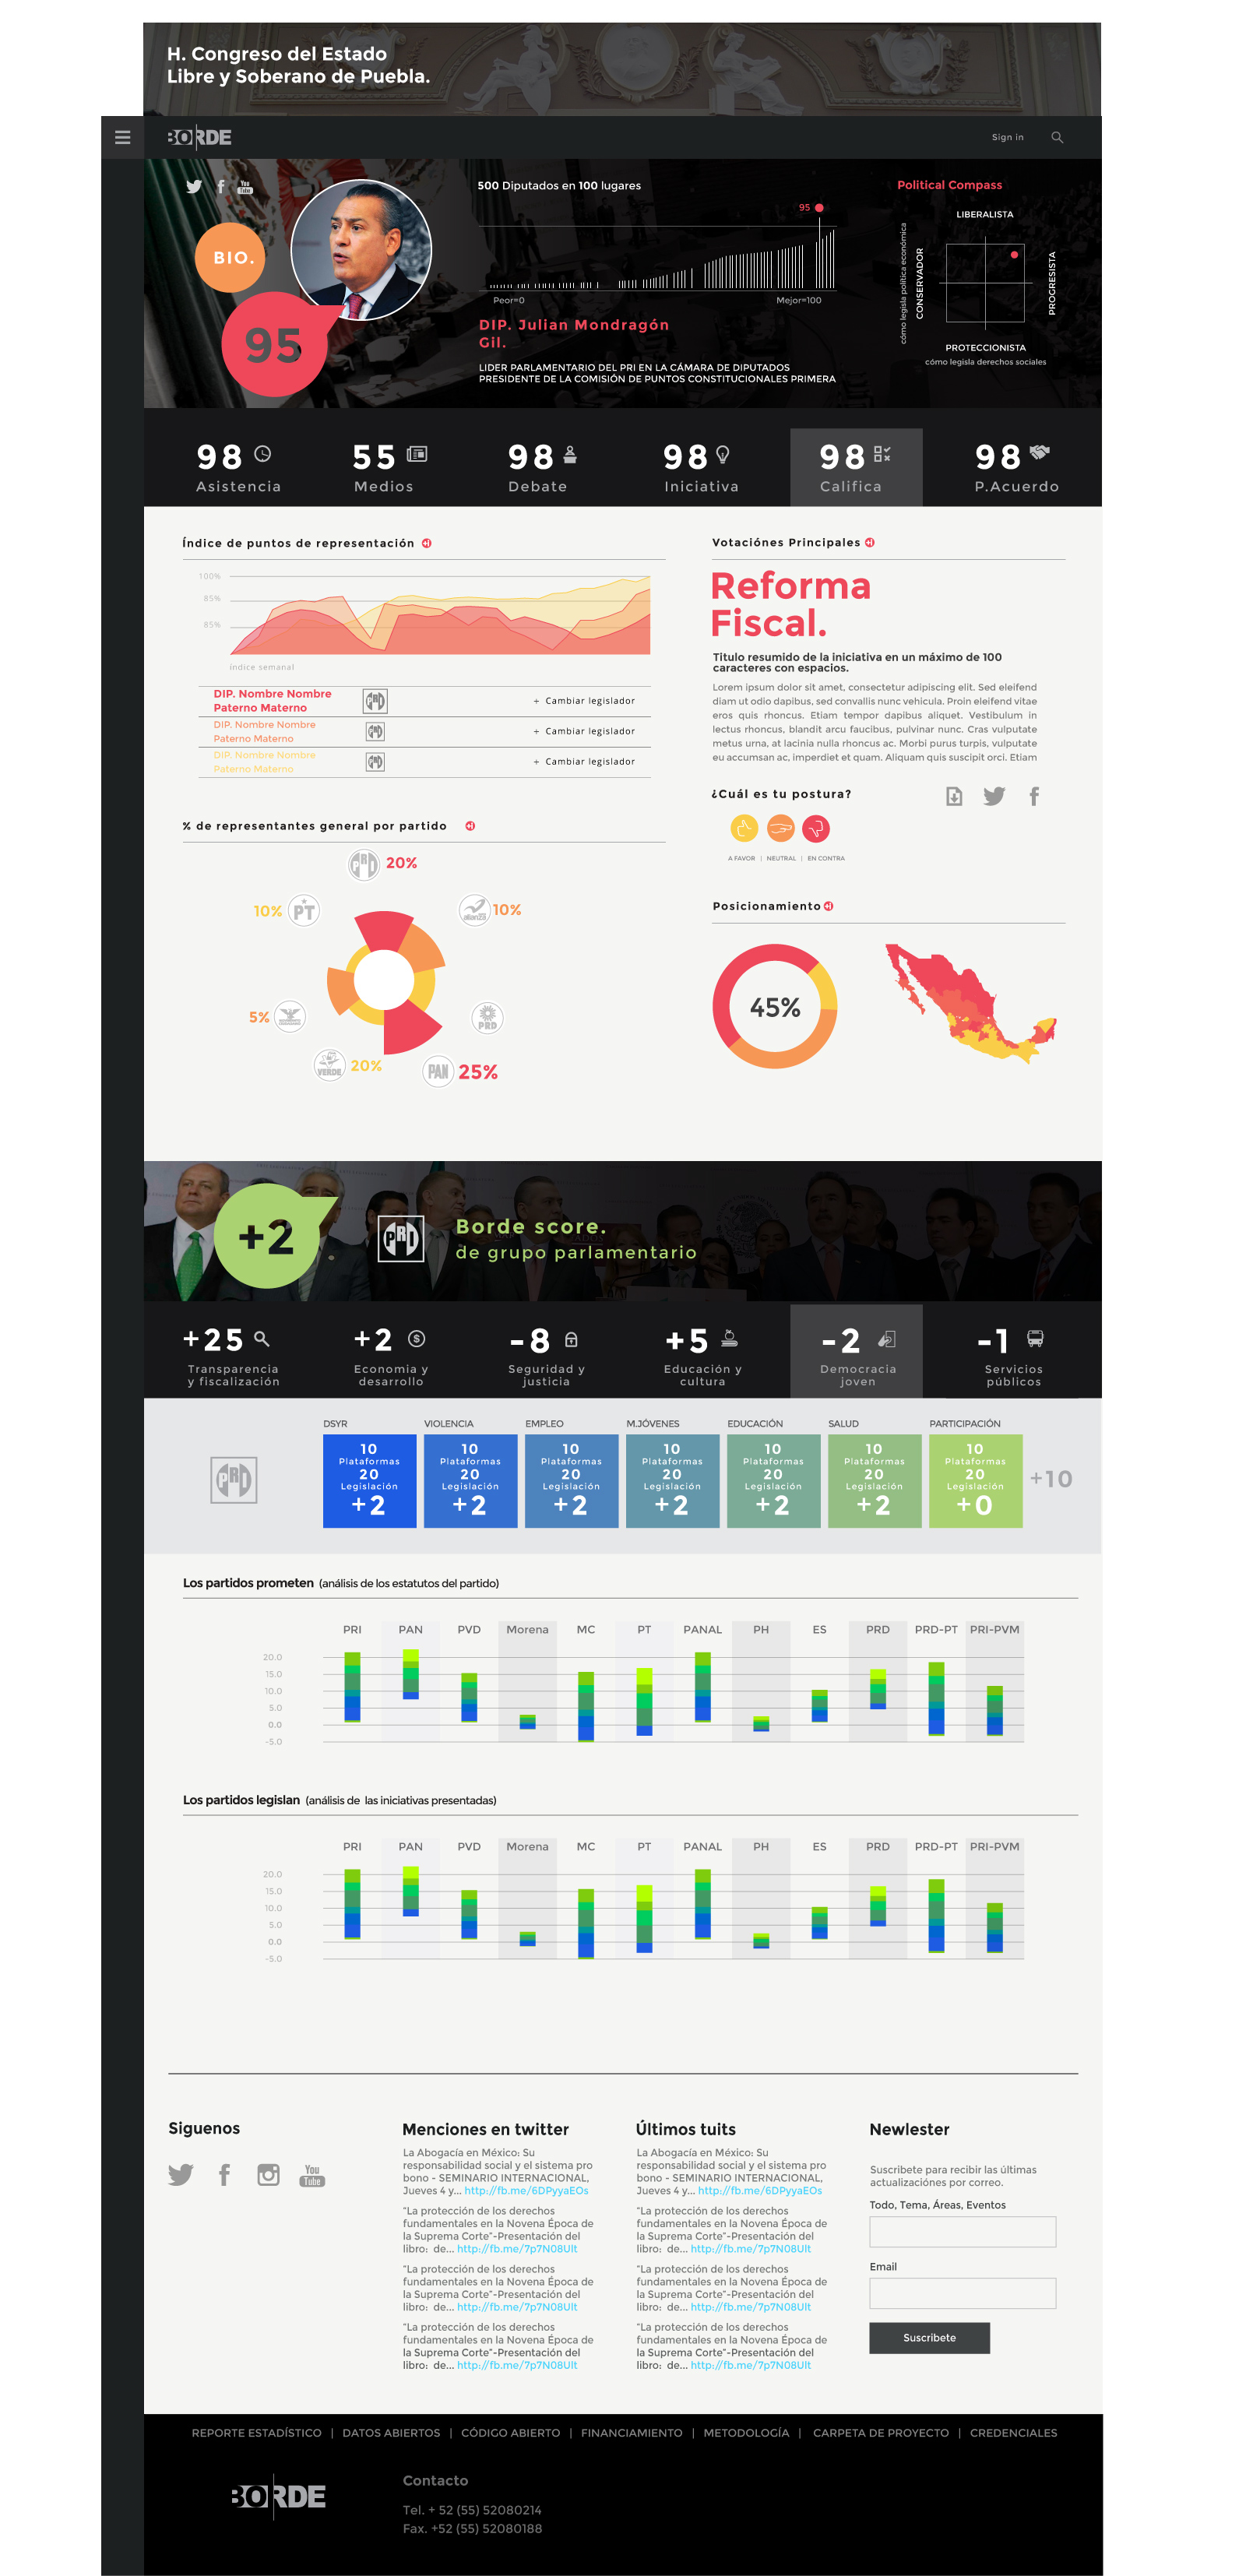 H. Congreso del Estado
Libre y Soberano de Puebla.
BORDE
Sign in
You
Tube
BIO.
95
500 Diputados en 100 lugares
95
Peor=0
Mejor=100
DIP. Julian Mondragón
Gil.
LIDER PARLAMENTARIO DEL PRI EN LA CÁMARA DE DIPUTADOS
PRESIDENTE DE LA COMISIÓN DE PUNTOS CONSTITUCIONALES PRIMERA
Political Compass
LIBERALISTA
cómo legisla política económica
CONSERVADOR
PROGRESISTA
PROTECCIONISTA
cómo legisla derechos sociales
98
Asistencia
55
Medios
98
Debate
98
Iniciativa
98
Califica
98
P.Acuerdo
Índice de puntos de representación
100%
85%
85%
índice semanal
DIP. Nombre Nombre
Paterno Materno
PRI
+ Cambiar legislador
DIP. Nombre Nombre
Paterno Materno
PRI
+ Cambiar legislador
DIP. Nombre Nombre
Paterno Materno
PRI
+ Cambiar legislador
% de representantes general por partido
PRI
20%
10%
PT
alianza
10%
5%
PRD
VERDE
20%
PAN
25%
Votaciónes Principales
Reforma
Fiscal.
Titulo resumido de la iniciativa en un máximo de 100
caracteres con espacios.
Lorem ipsum dolor sit amet, consectetur adipiscing elit. Sed eleifend
diam ut odio dapibus, sed convallis nunc vehicula. Proin eleifend vitae
eros quis rhoncus. Etiam tempor dapibus aliquet. Vestibulum in
lectus rhoncus, blandit arcu faucibus, pulvinar nunc. Cras vulputate
metus urna, at lacinia nulla rhoncus ac. Morbi purus turpis, vulputate
eu accumsan ac, imperdiet et quam. Aliquam quis suscipit orci. Etiam
¿Cuál es tu postura?
A FAVOR | NEUTRAL | EN CONTRA
Posicionamiento
45%
+2
PRI
Borde score.
de grupo parlamentario
+25
Transparencia
y fiscalización
+2
Economia y
desarrollo
-8
Seguridad y
justicia
+5
Educación y
cultura
-2
Democracia
joven
-1
Servicios
públicos
DSYR VIOLENCIA EMPLEO M.JÓVENES EDUCACIÓN SALUD PARTICIPACIÓN
10 10 10 10 10 10 10
Plataformas Plataformas Plataformas Plataformas Plataformas Plataformas Plataformas
20 20 20 20 20 20 20
Legislación Legislación Legislación Legislación Legislación Legislación Legislación
+2 +2 +2 +2 +2 +2 +0
PRI
+10
Los partidos prometen (análisis de los estatutos del partido)
PRI PAN PVD Morena MC PT PANAL PH ES PRD PRD-PT PRI-PVM
20.0
15.0
10.0
5.0
0.0
-5.0
Los partidos legislan (análisis de las iniciativas presentadas)
PRI PAN PVD Morena MC PT PANAL PH ES PRD PRD-PT PRI-PVM
20.0
15.0
10.0
5.0
0.0
-5.0
Siguenos
You
Tube
Menciones en twitter
La Abogacía en México: Su
responsabilidad social y el sistema pro
bono - SEMINARIO INTERNACIONAL,
Jueves 4 y... http://fb.me/6DPyyaEOs
"La protección de los derechos
fundamentales en la Novena Época de
la Suprema Corte"-Presentación del
libro: de... http://fb.me/7p7N08Ult
"La protección de los derechos
fundamentales en la Novena Época de
la Suprema Corte"-Presentación del
libro: de... http://fb.me/7p7N08Ult
"La protección de los derechos
fundamentales en la Novena Época de
la Suprema Corte"-Presentación del
libro: de... http://fb.me/7p7N08Ult
Últimos tuits
La Abogacía en México: Su
responsabilidad social y el sistema pro
bono - SEMINARIO INTERNACIONAL,
Jueves 4 y... http://fb.me/6DPyyaEOs
"La protección de los derechos
fundamentales en la Novena Época de
la Suprema Corte"-Presentación del
libro: de... http://fb.me/7p7N08Ult
"La protección de los derechos
fundamentales en la Novena Época de
la Suprema Corte"-Presentación del
libro: de... http://fb.me/7p7N08Ult
"La protección de los derechos
fundamentales en la Novena Época de
la Suprema Corte"-Presentación del
libro: de... http://fb.me/7p7N08Ult
Newlester
Suscribete para recibir las últimas
actualizaciónes por correo.
Todo, Tema, Áreas, Eventos
Email
Suscribete
REPORTE ESTADÍSTICO | DATOS ABIERTOS | CÓDIGO ABIERTO | FINANCIAMIENTO | METODOLOGÍA | CARPETA DE PROYECTO | CREDENCIALES
BORDE
Contacto
Tel. + 52 (55) 52080214
Fax. +52 (55) 52080188